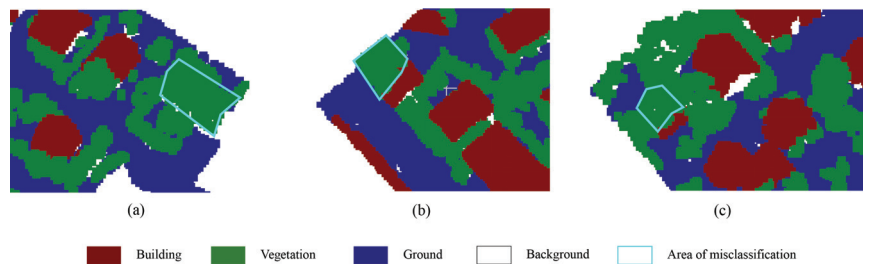 (a) (b) (c)
Building Vegetation Ground Background Area of misclassification